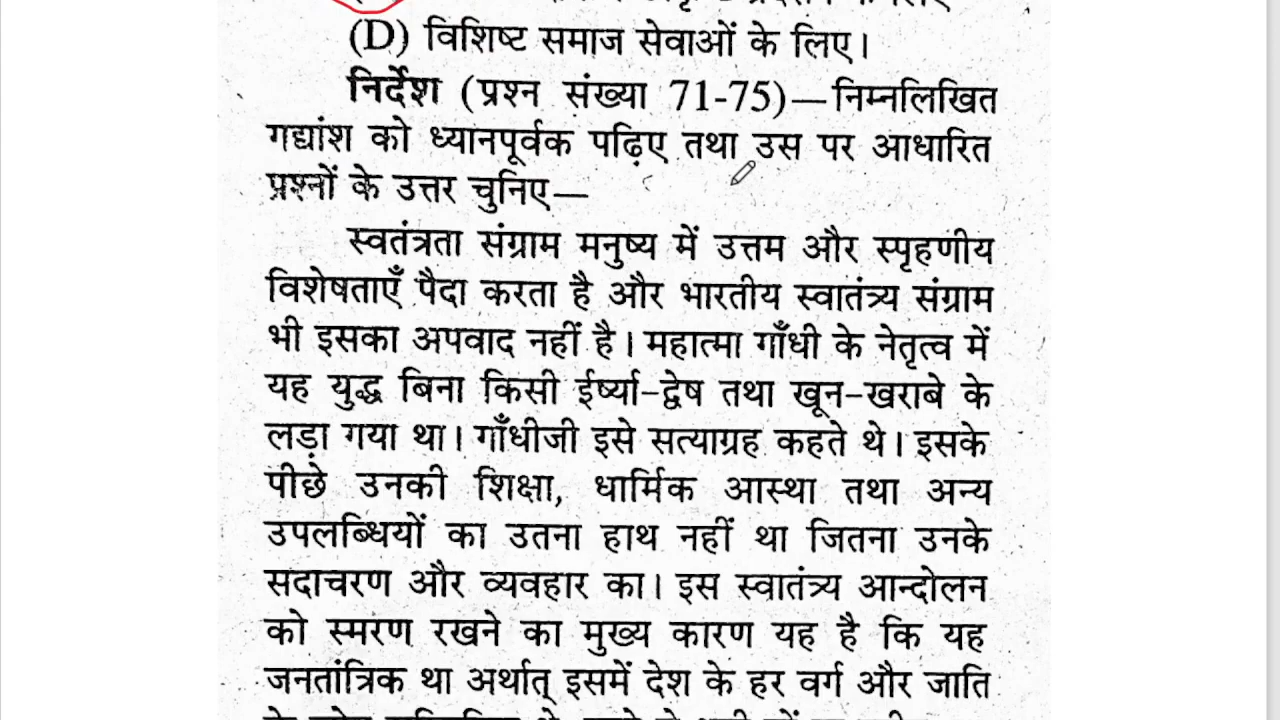 (D) विशिष्ट समाज सेवाओं के लिए।
निर्देश (प्रश्न संख्या 71-75)—निम्नलिखित
गद्यांश को ध्यानपूर्वक पढ़िए तथा उस पर आधारित
प्रश्नों के उत्तर चुनिए—
स्वतंत्रता संग्राम मनुष्य में उत्तम और स्पृहणीय
विशेषताएँ पैदा करता है और भारतीय स्वातंत्र्य संग्राम
भी इसका अपवाद नहीं है। महात्मा गाँधी के नेतृत्व में
यह युद्ध बिना किसी ईर्ष्या-द्वेष तथा खून-खराबे के
लड़ा गया था। गाँधीजी इसे सत्याग्रह कहते थे। इसके
पीछे उनकी शिक्षा, धार्मिक आस्था तथा अन्य
उपलब्धियों का उतना हाथ नहीं था जितना उनके
सदाचरण और व्यवहार का। इस स्वातंत्र्य आन्दोलन
को स्मरण रखने का मुख्य कारण यह है कि यह
जनतांत्रिक था अर्थात् इसमें देश के हर वर्ग और जाति